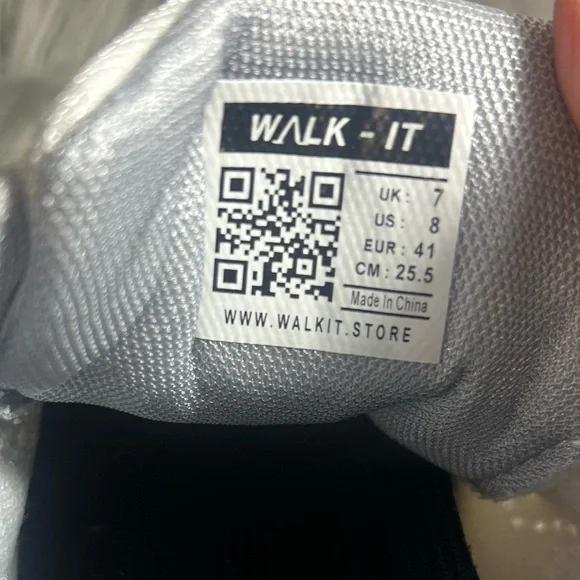 WALK - IT
UK : 7
US : 8
EUR : 41
CM : 25.5
Made In China
WWW.WALKIT.STORE